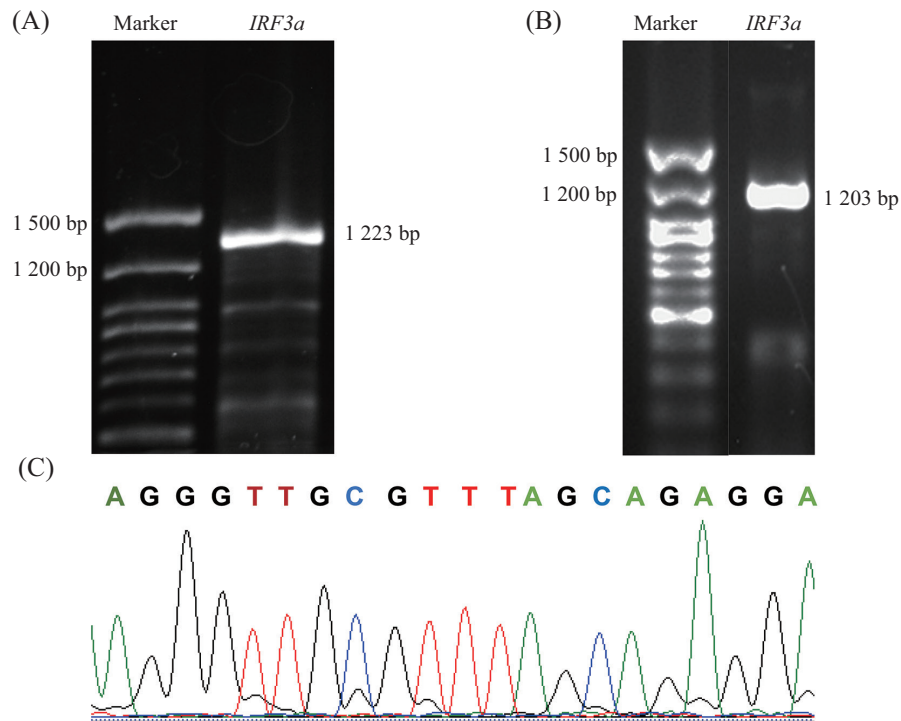 (A)
Marker IRF3a
1 500 bp
1 200 bp
1 223 bp
(B)
Marker IRF3a
1 500 bp
1 200 bp
1 203 bp
(C)
A G G G T T G C G T T T A G C A G A G G A